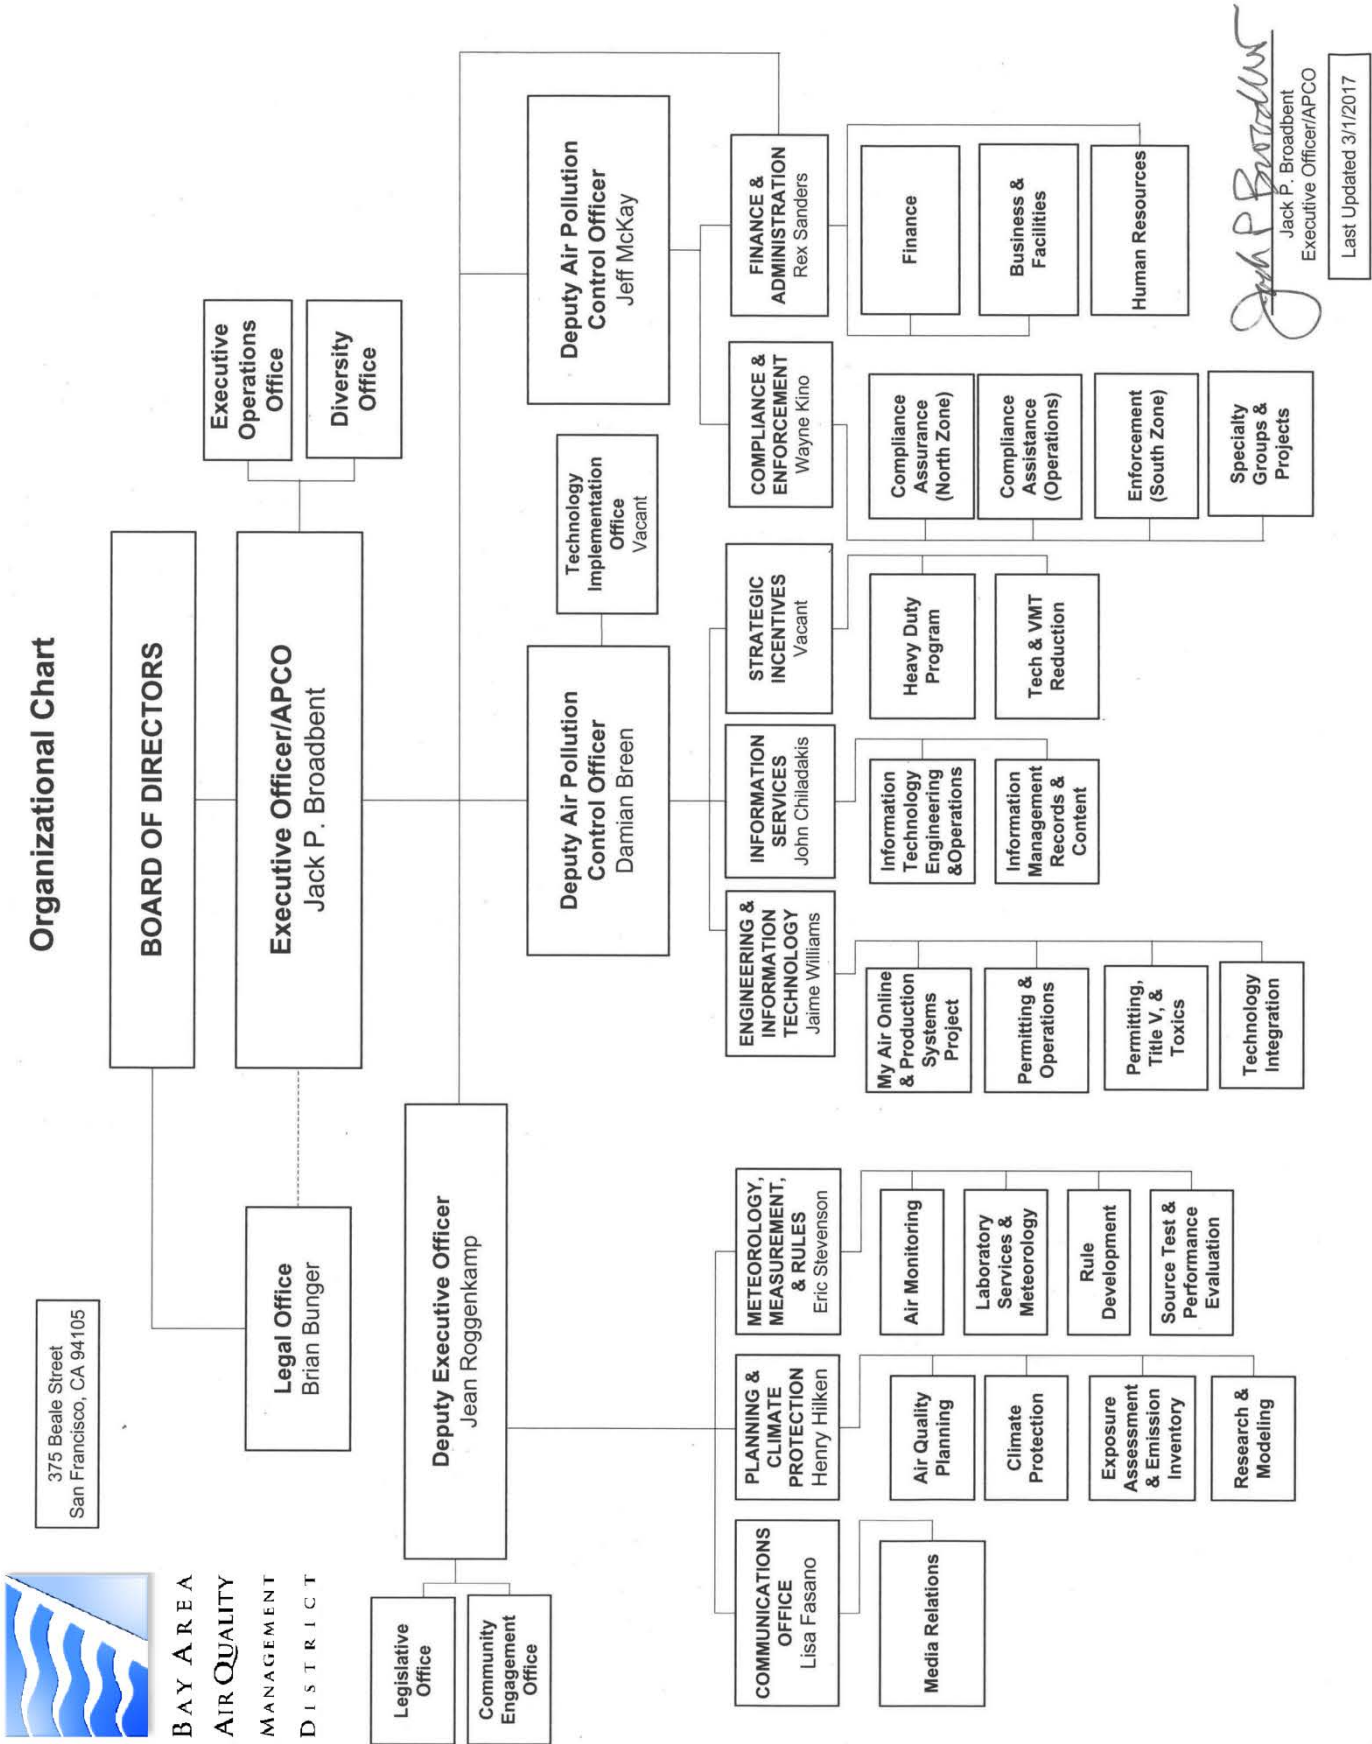 BAY AREA
AIR QUALITY
MANAGEMENT
DISTRICT
375 Beale Street
San Francisco, CA 94105
Organizational Chart
BOARD OF DIRECTORS
Legal Office
Brian Bunger
Executive Officer/APCO
Jack P. Broadbent
Executive
Operations
Office
Diversity
Office
Legislative
Office
Community
Engagement
Office
Deputy Executive Officer
Jean Roggenkamp
Deputy Air Pollution
Control Officer
Damian Breen
Technology
Implementation
Office
Vacant
Deputy Air Pollution
Control Officer
Jeff McKay
COMMUNICATIONS
OFFICE
Lisa Fasano
Media Relations
PLANNING &
CLIMATE
PROTECTION
Henry Hilken
Air Quality
Planning
Climate
Protection
Exposure
Assessment
& Emission
Inventory
Research &
Modeling
METEOROLOGY,
MEASUREMENT,
& RULES
Eric Stevenson
Air Monitoring
Laboratory
Services &
Meteorology
Rule
Development
Source Test &
Performance
Evaluation
ENGINEERING &
INFORMATION
TECHNOLOGY
Jaime Williams
My Air Online
& Production
Systems
Project
Permitting &
Operations
Permitting,
Title V, &
Toxics
Technology
Integration
INFORMATION
SERVICES
John Chiladakis
Information
Technology
Engineering
&Operations
Information
Management
Records &
Content
STRATEGIC
INCENTIVES
Vacant
Heavy Duty
Program
Tech & VMT
Reduction
COMPLIANCE &
ENFORCEMENT
Wayne Kino
Compliance
Assurance
(North Zone)
Compliance
Assistance
(Operations)
Enforcement
(South Zone)
Specialty
Groups &
Projects
FINANCE &
ADMINISTRATION
Rex Sanders
Finance
Business &
Facilities
Human Resources
Jack P Broadbent
Jack P. Broadbent
Executive Officer/APCO
Last Updated 3/1/2017